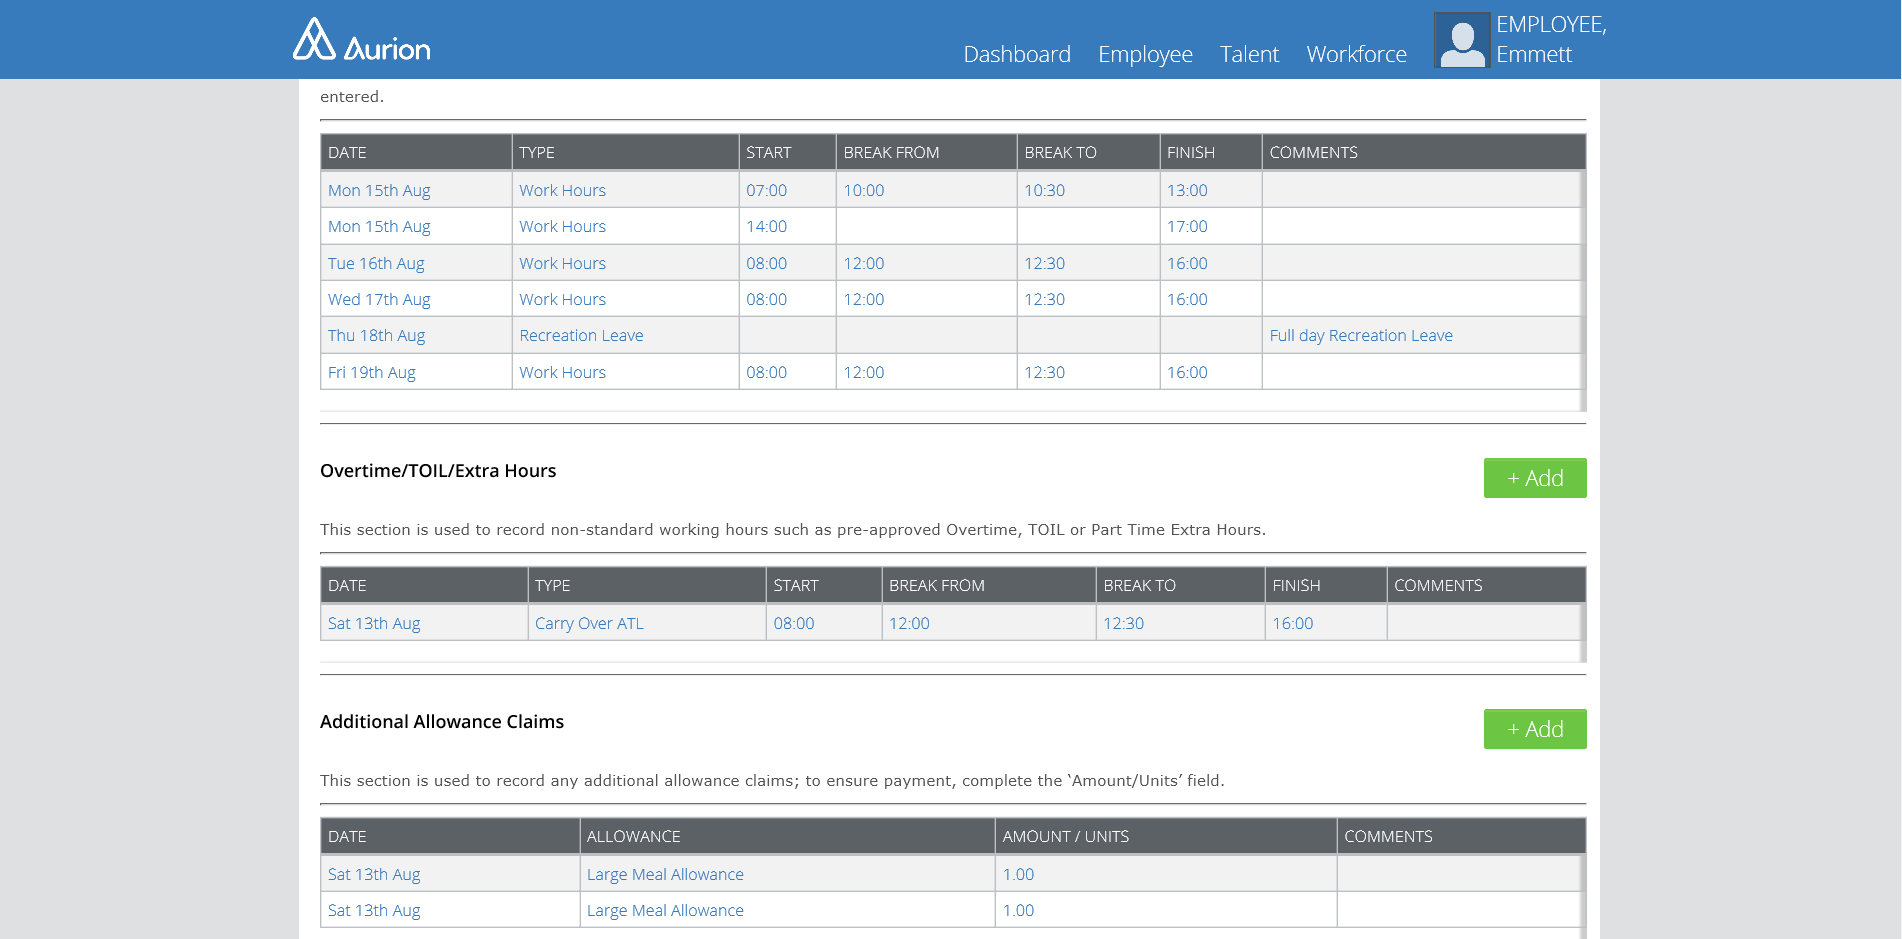 Aurion
Dashboard Employee Talent Workforce EMPLOYEE,
Emmett
entered.
DATE TYPE START BREAK FROM BREAK TO FINISH COMMENTS
Mon 15th Aug Work Hours 07:00 10:00 10:30 13:00
Mon 15th Aug Work Hours 14:00 17:00
Tue 16th Aug Work Hours 08:00 12:00 12:30 16:00
Wed 17th Aug Work Hours 08:00 12:00 12:30 16:00
Thu 18th Aug Recreation Leave Full day Recreation Leave
Fri 19th Aug Work Hours 08:00 12:00 12:30 16:00
Overtime/TOIL/Extra Hours
+ Add
This section is used to record non-standard working hours such as pre-approved Overtime, TOIL or Part Time Extra Hours.
DATE TYPE START BREAK FROM BREAK TO FINISH COMMENTS
Sat 13th Aug Carry Over ATL 08:00 12:00 12:30 16:00
Additional Allowance Claims
+ Add
This section is used to record any additional allowance claims; to ensure payment, complete the ‘Amount/Units’ field.
DATE ALLOWANCE AMOUNT / UNITS COMMENTS
Sat 13th Aug Large Meal Allowance 1.00
Sat 13th Aug Large Meal Allowance 1.00